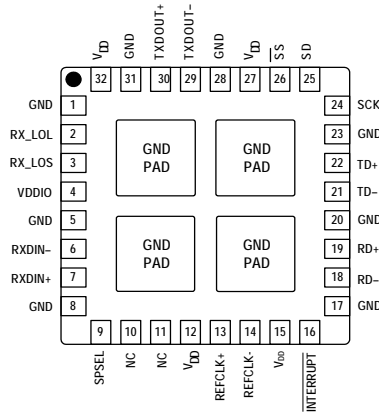 VDD GND TXDOUT+ TXDOUT– GND VDD SS SD
32 31 30 29 28 27 26 25
GND 1 24 SCK
RX_LOL 2 23 GND
RX_LOS 3 22 TD+
VDDIO 4 21 TD–
GND 5 20 GND
RXDIN– 6 19 RD+
RXDIN+ 7 18 RD–
GND 8 17 GND
GND PAD
GND PAD
GND PAD
GND PAD
9 10 11 12 13 14 15 16
SPSEL NC NC VDD REFCLK+ REFCLK- VDD INTERRUPT